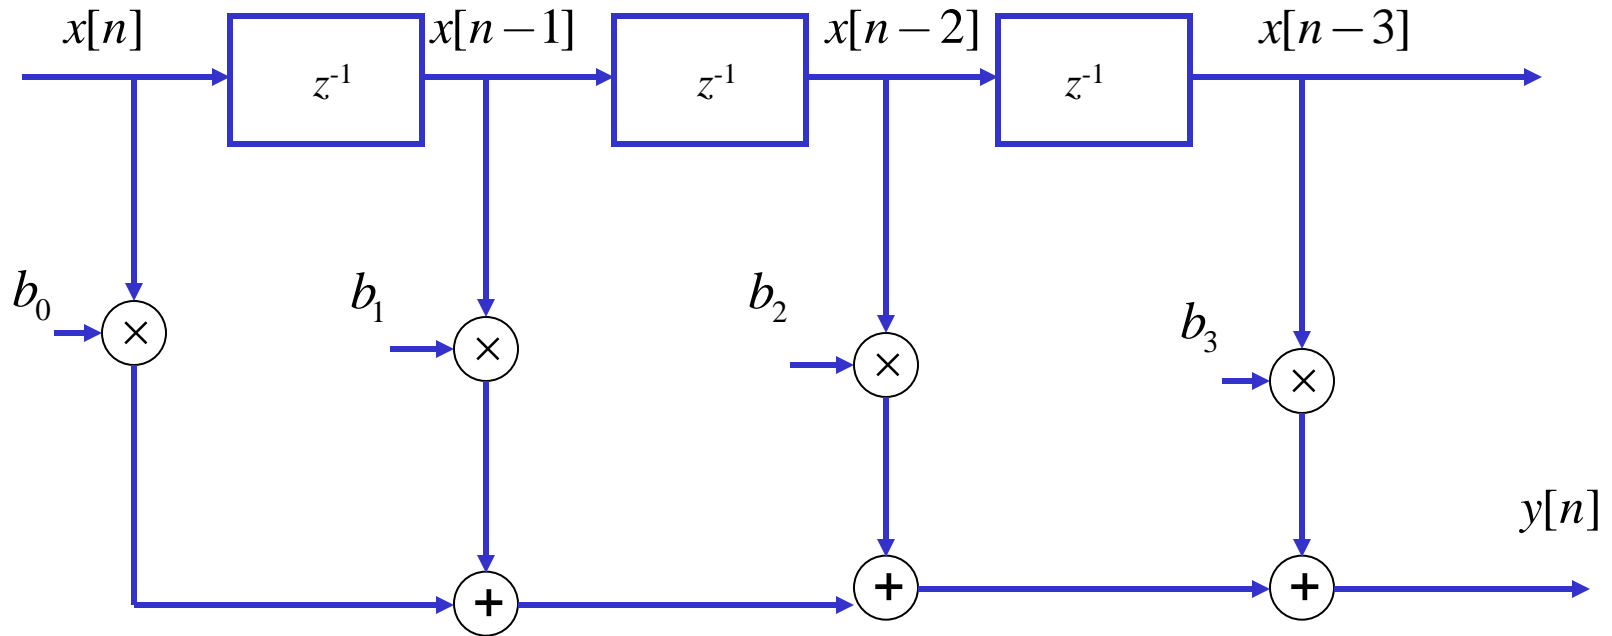 x[n] x[n−1] x[n−2] x[n−3]
z⁻¹ z⁻¹ z⁻¹
b₀ b₁ b₂ b₃
× × × ×
y[n]
+ + +